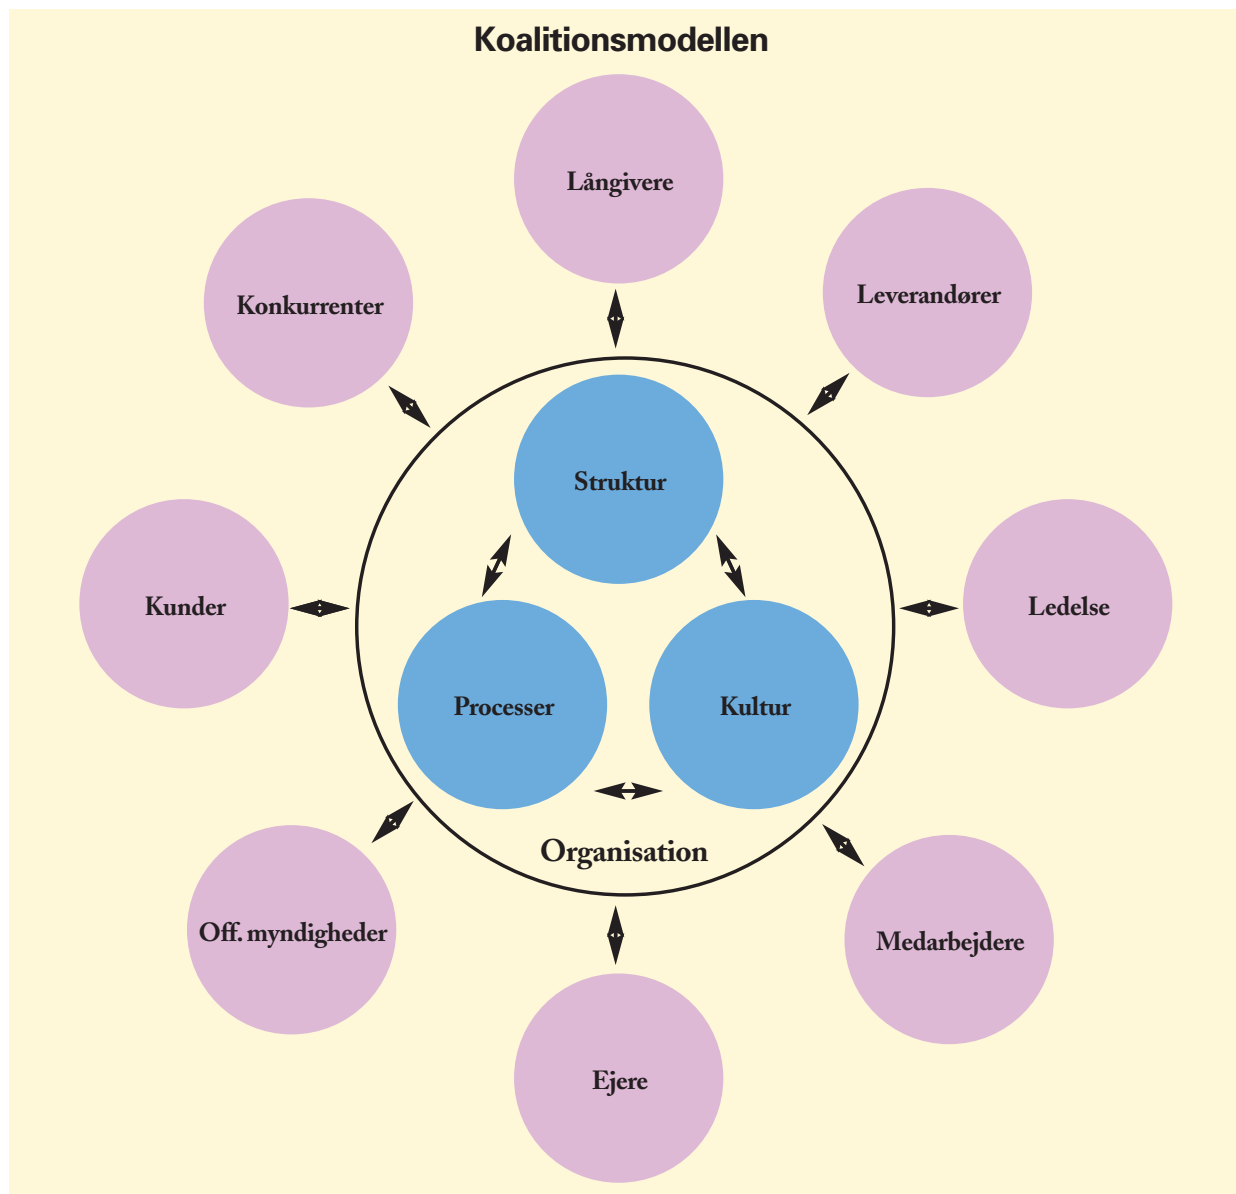 Koalitionsmodellen
Långivere
Leverandører
Konkurrenter
Struktur
Kunder
Ledelse
Processer
Kultur
Organisation
Off. myndigheder
Medarbejdere
Ejere